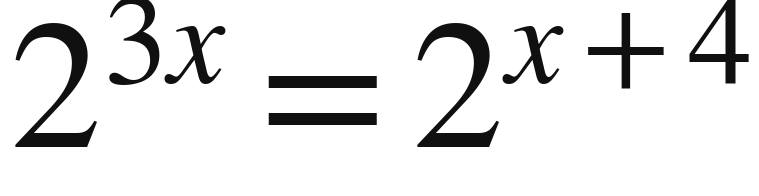 2^{3x} = 2^{x + 4}